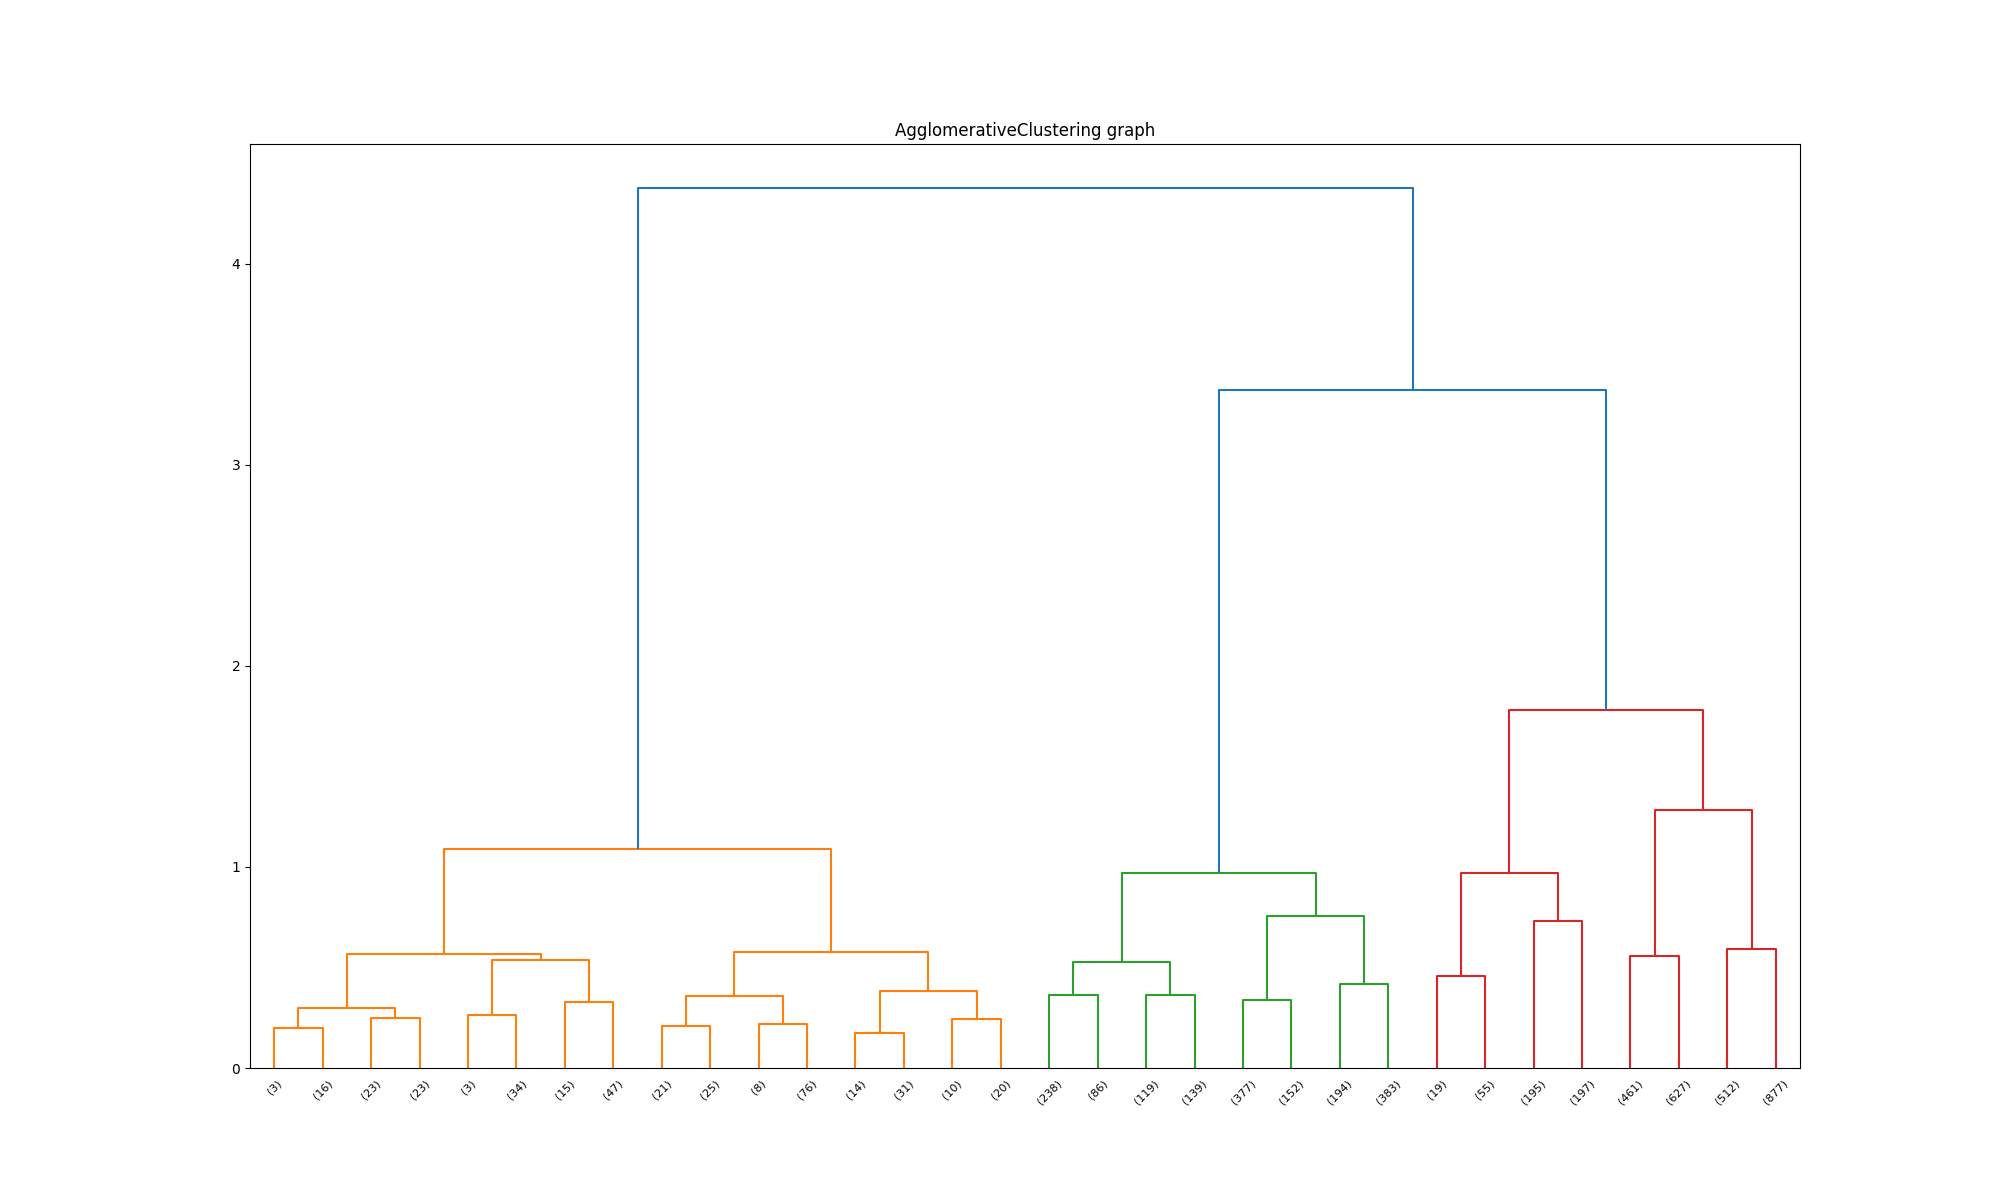 AgglomerativeClustering graph
4
3
2
1
0
(3) (16) (23) (23) (3) (34) (15) (47) (21) (25) (8) (76) (14) (31) (10) (20) (238) (86) (119) (139) (377) (152) (194) (383) (19) (55) (195) (197) (461) (627) (512) (877)